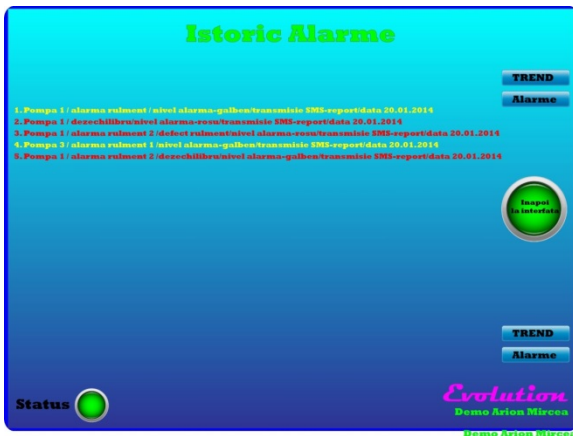 Istoric Alarme
TREND
Alarme
1. Pompa 1 / alarma rulment / nivel alarma-galben/transmisie SMS-report/data 20.01.2014
2. Pompa 1 / dezechilibru/nivel alarma-rosu/transmisie SMS-report/data 20.01.2014
3. Pompa 1 / alarma rulment 2 /defect rulment/nivel alarma-rosu/transmisie SMS-report/data 20.01.2014
4. Pompa 3 / alarma rulment 1 /nivel alarma-galben/transmisie SMS-report/data 20.01.2014
5. Pompa 1 / alarma rulment 2 /dezechilibru/nivel alarma-galben/transmisie SMS-report/data 20.01.2014
Inapoi
la interfata
TREND
Alarme
Status
Evolution
Demo Arion Mircea
Demo Arion Mircea